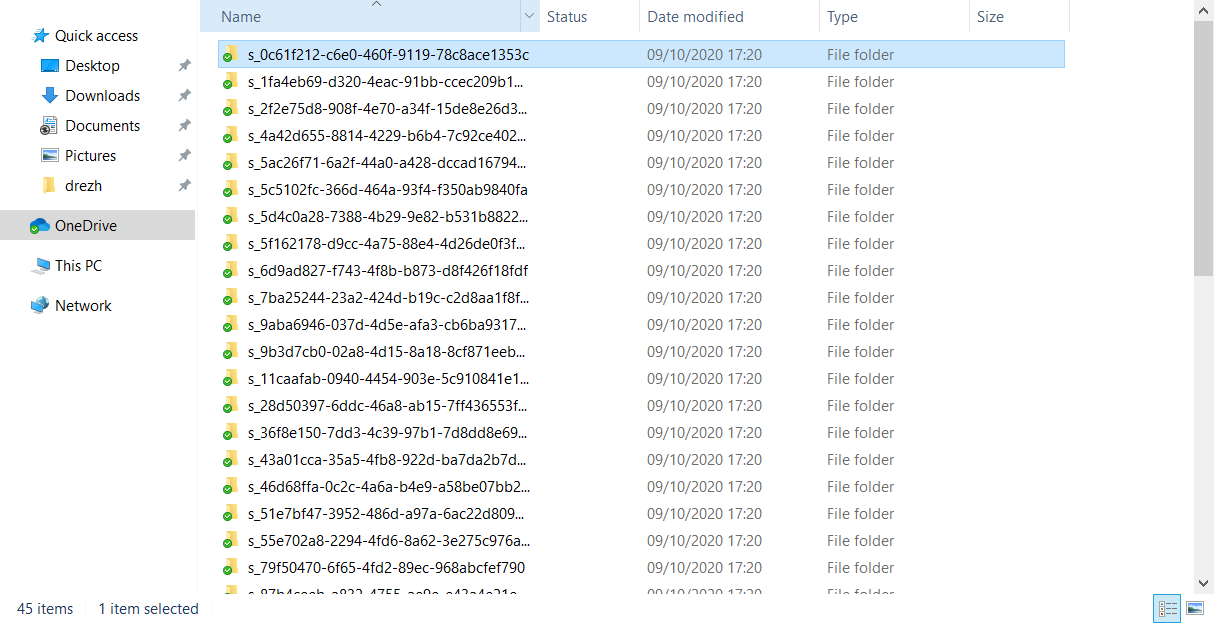 Name Status Date modified Type Size
Quick access
Desktop
Downloads
Documents
Pictures
drezh
OneDrive
This PC
Network
s_0c61f212-c6e0-460f-9119-78c8ace1353c 09/10/2020 17:20 File folder
s_1fa4eb69-d320-4eac-91bb-ccec209b1... 09/10/2020 17:20 File folder
s_2f2e75d8-908f-4e70-a34f-15de8e26d3... 09/10/2020 17:20 File folder
s_4a42d655-8814-4229-b6b4-7c92ce402... 09/10/2020 17:20 File folder
s_5ac26f71-6a2f-44a0-a428-dccad16794... 09/10/2020 17:20 File folder
s_5c5102fc-366d-464a-93f4-f350ab9840fa 09/10/2020 17:20 File folder
s_5d4c0a28-7388-4b29-9e82-b531b8822... 09/10/2020 17:20 File folder
s_5f162178-d9cc-4a75-88e4-4d26de0f3f... 09/10/2020 17:20 File folder
s_6d9ad827-f743-4f8b-b873-d8f426f18fdf 09/10/2020 17:20 File folder
s_7ba25244-23a2-424d-b19c-c2d8aa1f8f... 09/10/2020 17:20 File folder
s_9aba6946-037d-4d5e-afa3-cb6ba9317... 09/10/2020 17:20 File folder
s_9b3d7cb0-02a8-4d15-8a18-8cf871eeb... 09/10/2020 17:20 File folder
s_11caafab-0940-4454-903e-5c910841e1... 09/10/2020 17:20 File folder
s_28d50397-6ddc-46a8-ab15-7ff436553f... 09/10/2020 17:20 File folder
s_36f8e150-7dd3-4c39-97b1-7d8dd8e69... 09/10/2020 17:20 File folder
s_43a01cca-35a5-4fb8-922d-ba7da2b7d... 09/10/2020 17:20 File folder
s_46d68ffa-0c2c-4a6a-b4e9-a58be07bb2... 09/10/2020 17:20 File folder
s_51e7bf47-3952-486d-a97a-6ac22d809... 09/10/2020 17:20 File folder
s_55e702a8-2294-4fd6-8a62-3e275c976a... 09/10/2020 17:20 File folder
s_79f50470-6f65-4fd2-89ec-968abcfef790 09/10/2020 17:20 File folder
09/10/2020 17:20 File folder
45 items 1 item selected